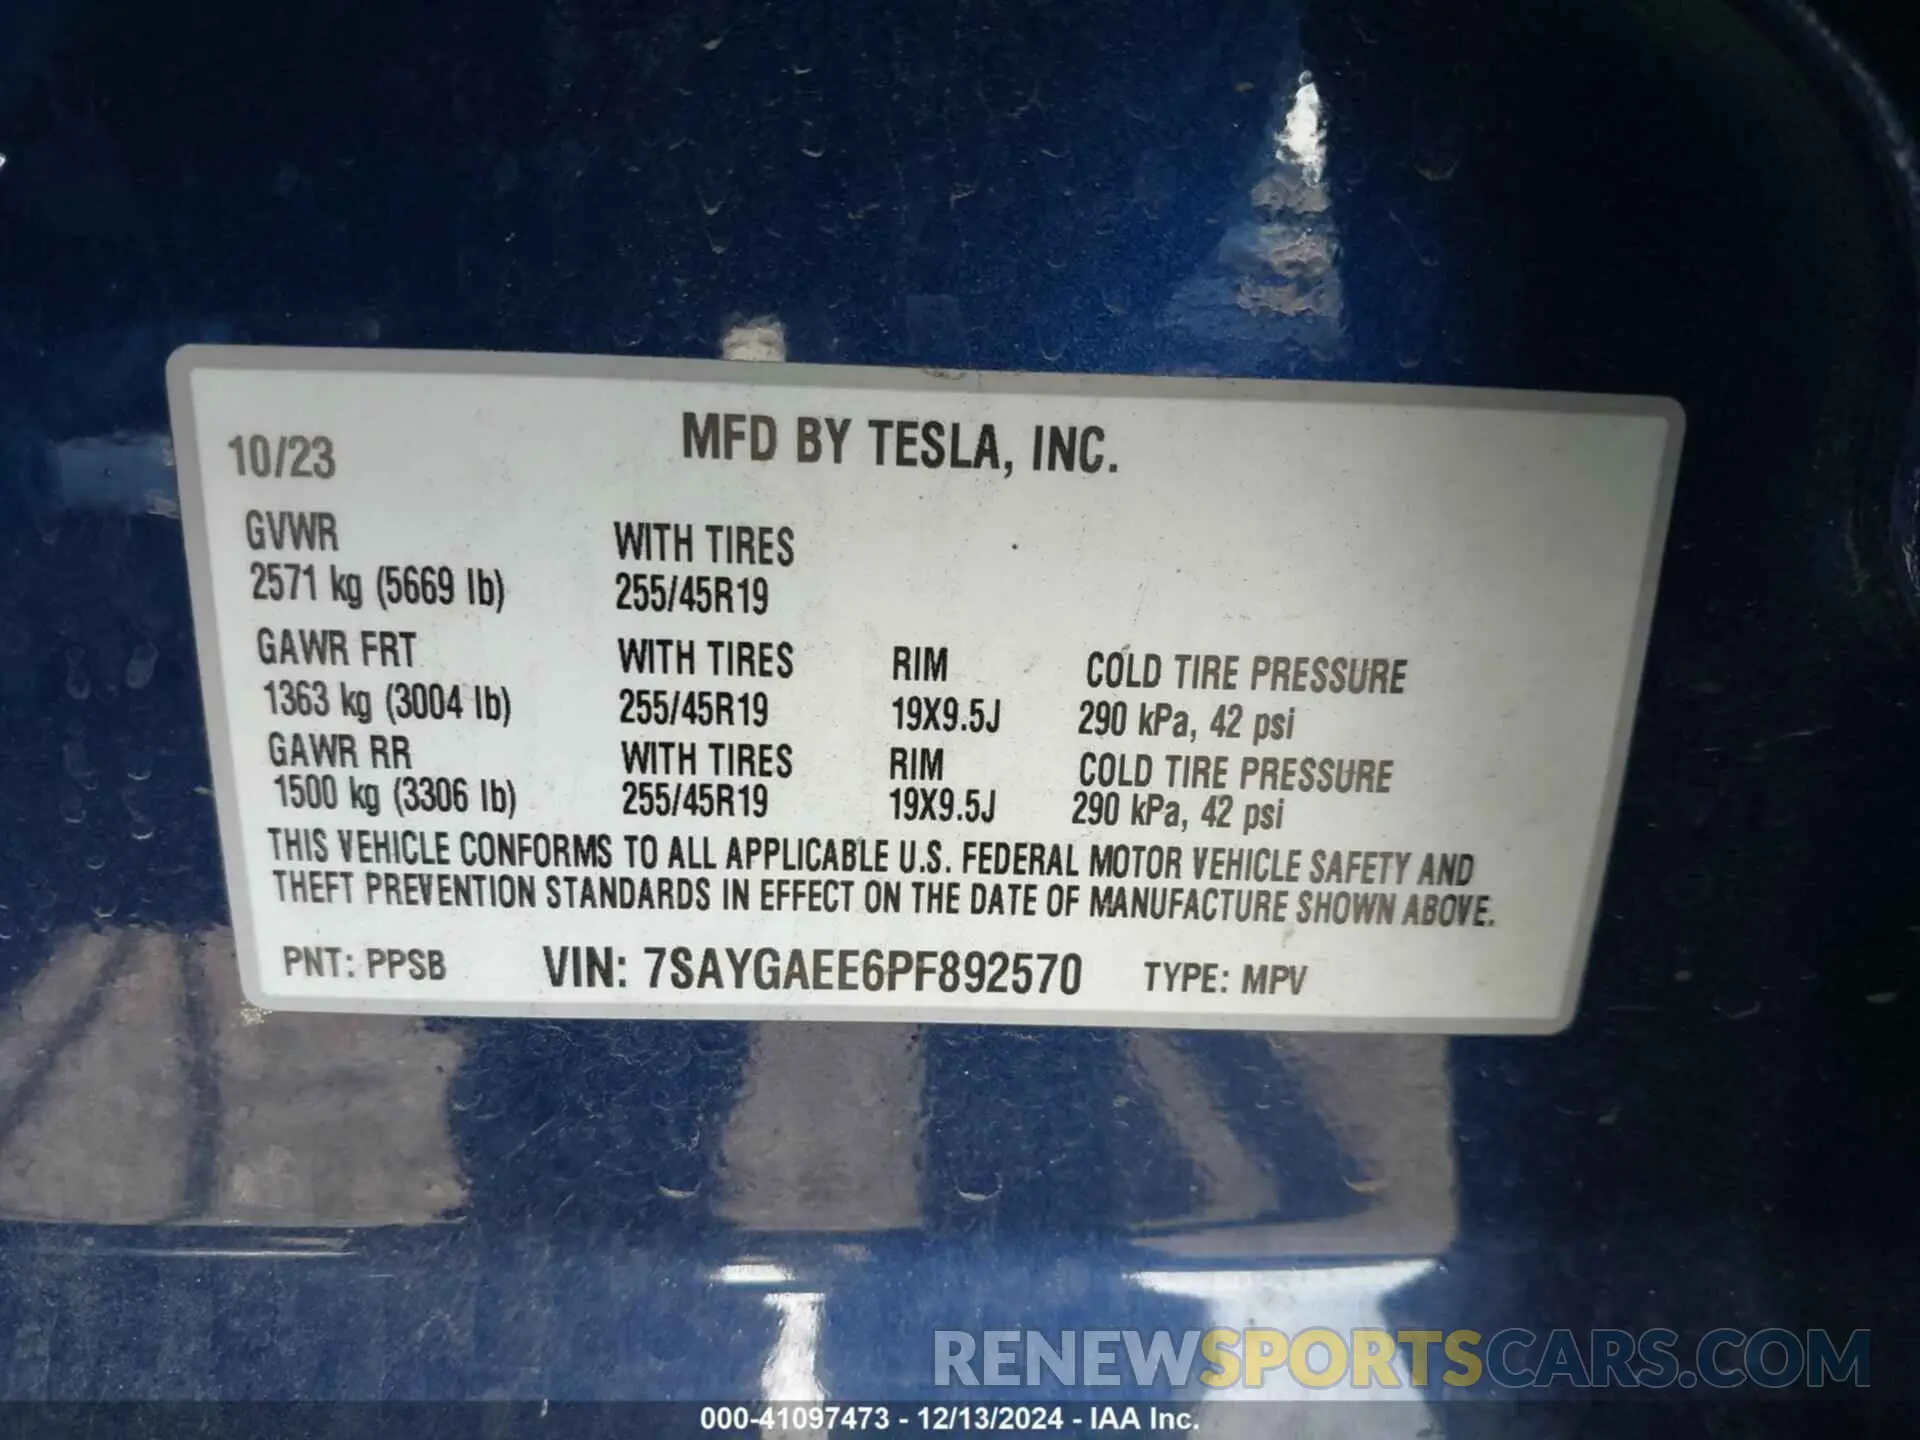 10/23 MFD BY TESLA, INC.
GVWR WITH TIRES
2571 kg (5669 lb) 255/45R19
GAWR FRT WITH TIRES RIM COLD TIRE PRESSURE
1363 kg (3004 lb) 255/45R19 19X9.5J 290 kPa, 42 psi
GAWR RR WITH TIRES RIM COLD TIRE PRESSURE
1500 kg (3306 lb) 255/45R19 19X9.5J 290 kPa, 42 psi
THIS VEHICLE CONFORMS TO ALL APPLICABLE U.S. FEDERAL MOTOR VEHICLE SAFETY AND
THEFT PREVENTION STANDARDS IN EFFECT ON THE DATE OF MANUFACTURE SHOWN ABOVE.
PNT: PPSB VIN: 7SAYGAEE6PF892570 TYPE: MPV
RENEWSPORTSCARS.COM
000-41097473 - 12/13/2024 - IAA Inc.